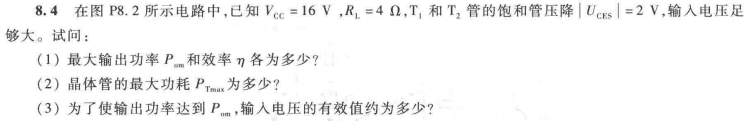 8.4 在图 P8.2 所示电路中,已知 V_CC = 16 V ,R_L = 4 Ω,T₁ 和 T₂ 管的饱和管压降 | U_CES | = 2 V,输入电压足
够大。试问:
(1) 最大输出功率 P_om 和效率 η 各为多少?
(2) 晶体管的最大功耗 P_Tmax 为多少?
(3) 为了使输出功率达到 P_om ,输入电压的有效值约为多少?